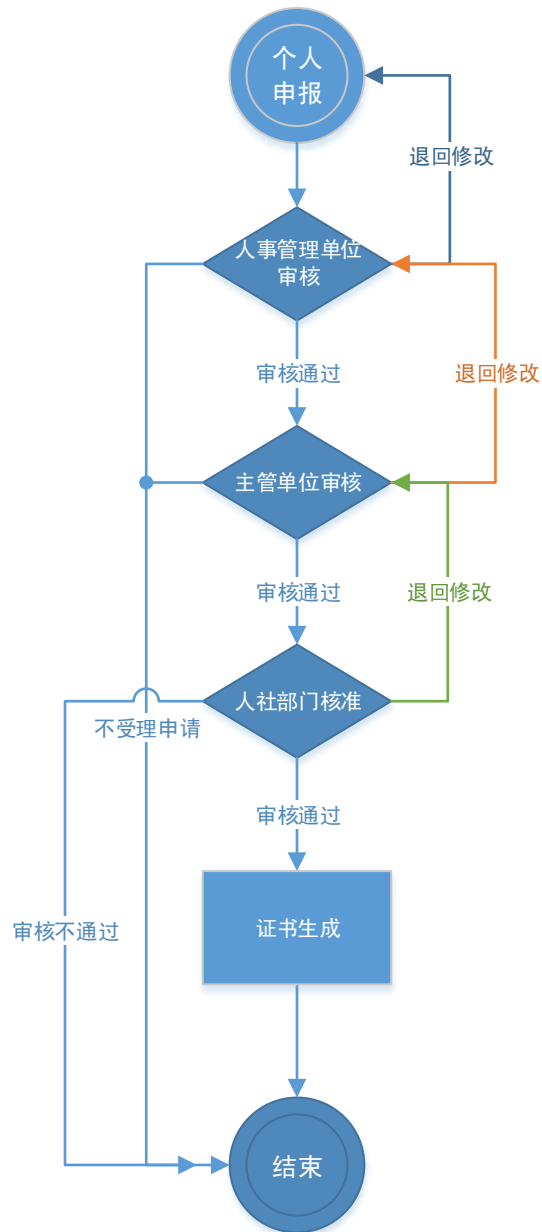 个人
申报
退回修改
人事管理单位
审核
审核通过
退回修改
主管单位审核
审核通过
退回修改
人社部门核准
不受理申请
审核通过
证书生成
审核不通过
结束